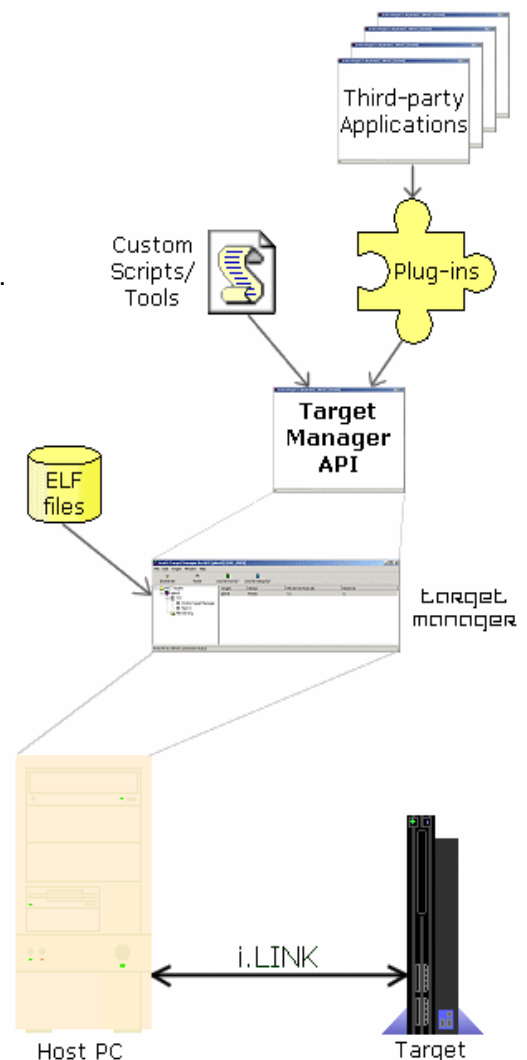 Third-party
Applications
Custom
Scripts/
Tools
Plug-ins
Target
Manager
API
ELF
files
target
manager
i.LINK
Host PC
Target